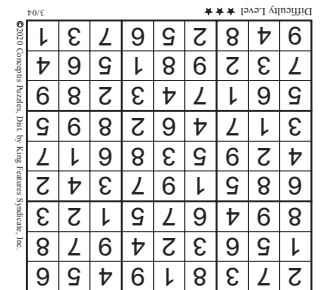 2 7 3 8 1 9 4 5 6
1 5 6 3 2 4 9 7 8
8 9 4 6 7 5 1 2 3
6 8 5 1 9 7 3 4 2
4 2 9 5 3 8 6 1 7
3 1 7 4 6 2 8 9 5
5 6 1 7 4 3 2 8 9
7 3 2 9 8 1 5 6 4
9 4 8 2 5 6 7 3 1
Difficulty Level ★★★ 3/04
©2020 Conceptis Puzzles, Dist. by King Features Syndicate, Inc.